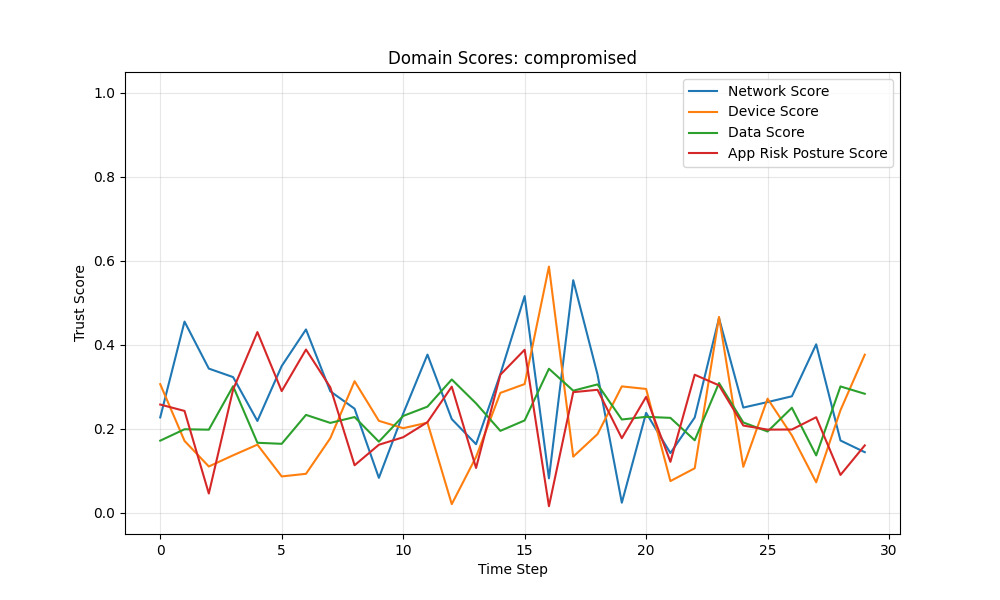 Domain Scores: compromised
Network Score
Device Score
Data Score
App Risk Posture Score
Trust Score
1.0
0.8
0.6
0.4
0.2
0.0
0 5 10 15 20 25 30
Time Step